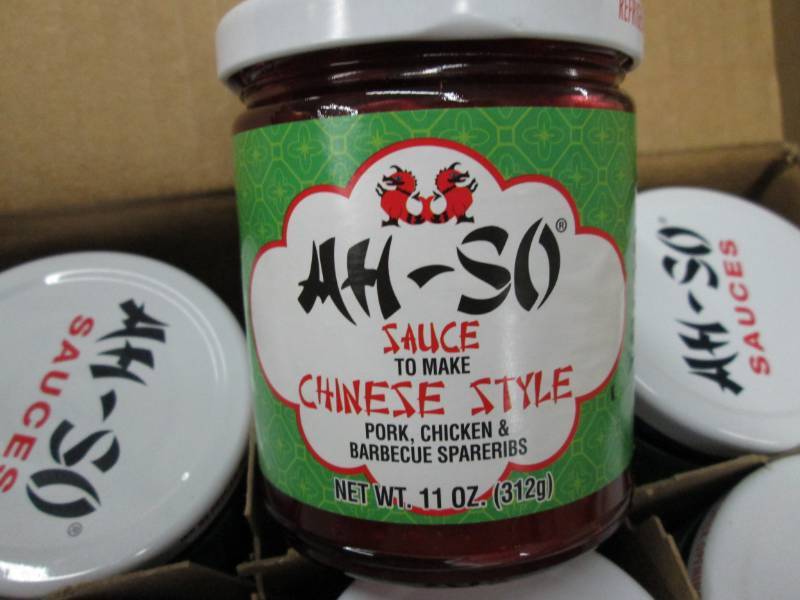 AH-SO®
SAUCE
TO MAKE
CHINESE STYLE
PORK, CHICKEN &
BARBECUE SPARERIBS
NET WT. 11 OZ. (312g)
AH-SO®
SAUCES
AH-SO®
SAUCES